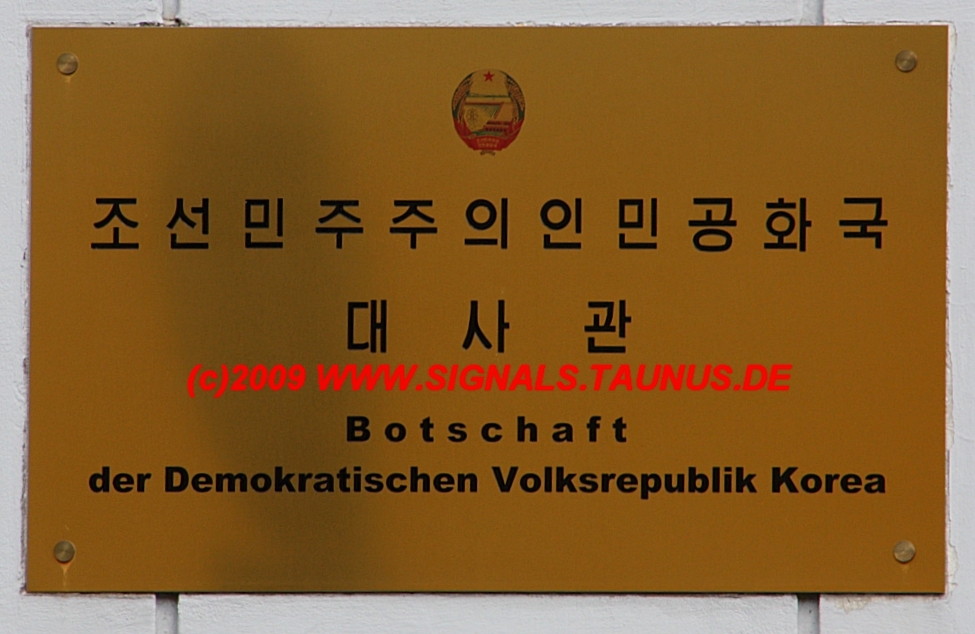 조선민주주의인민공화국
대사관
(c)2009 WWW.SIGNALS.TAUNUS.DE
Botschaft
der Demokratischen Volksrepublik Korea